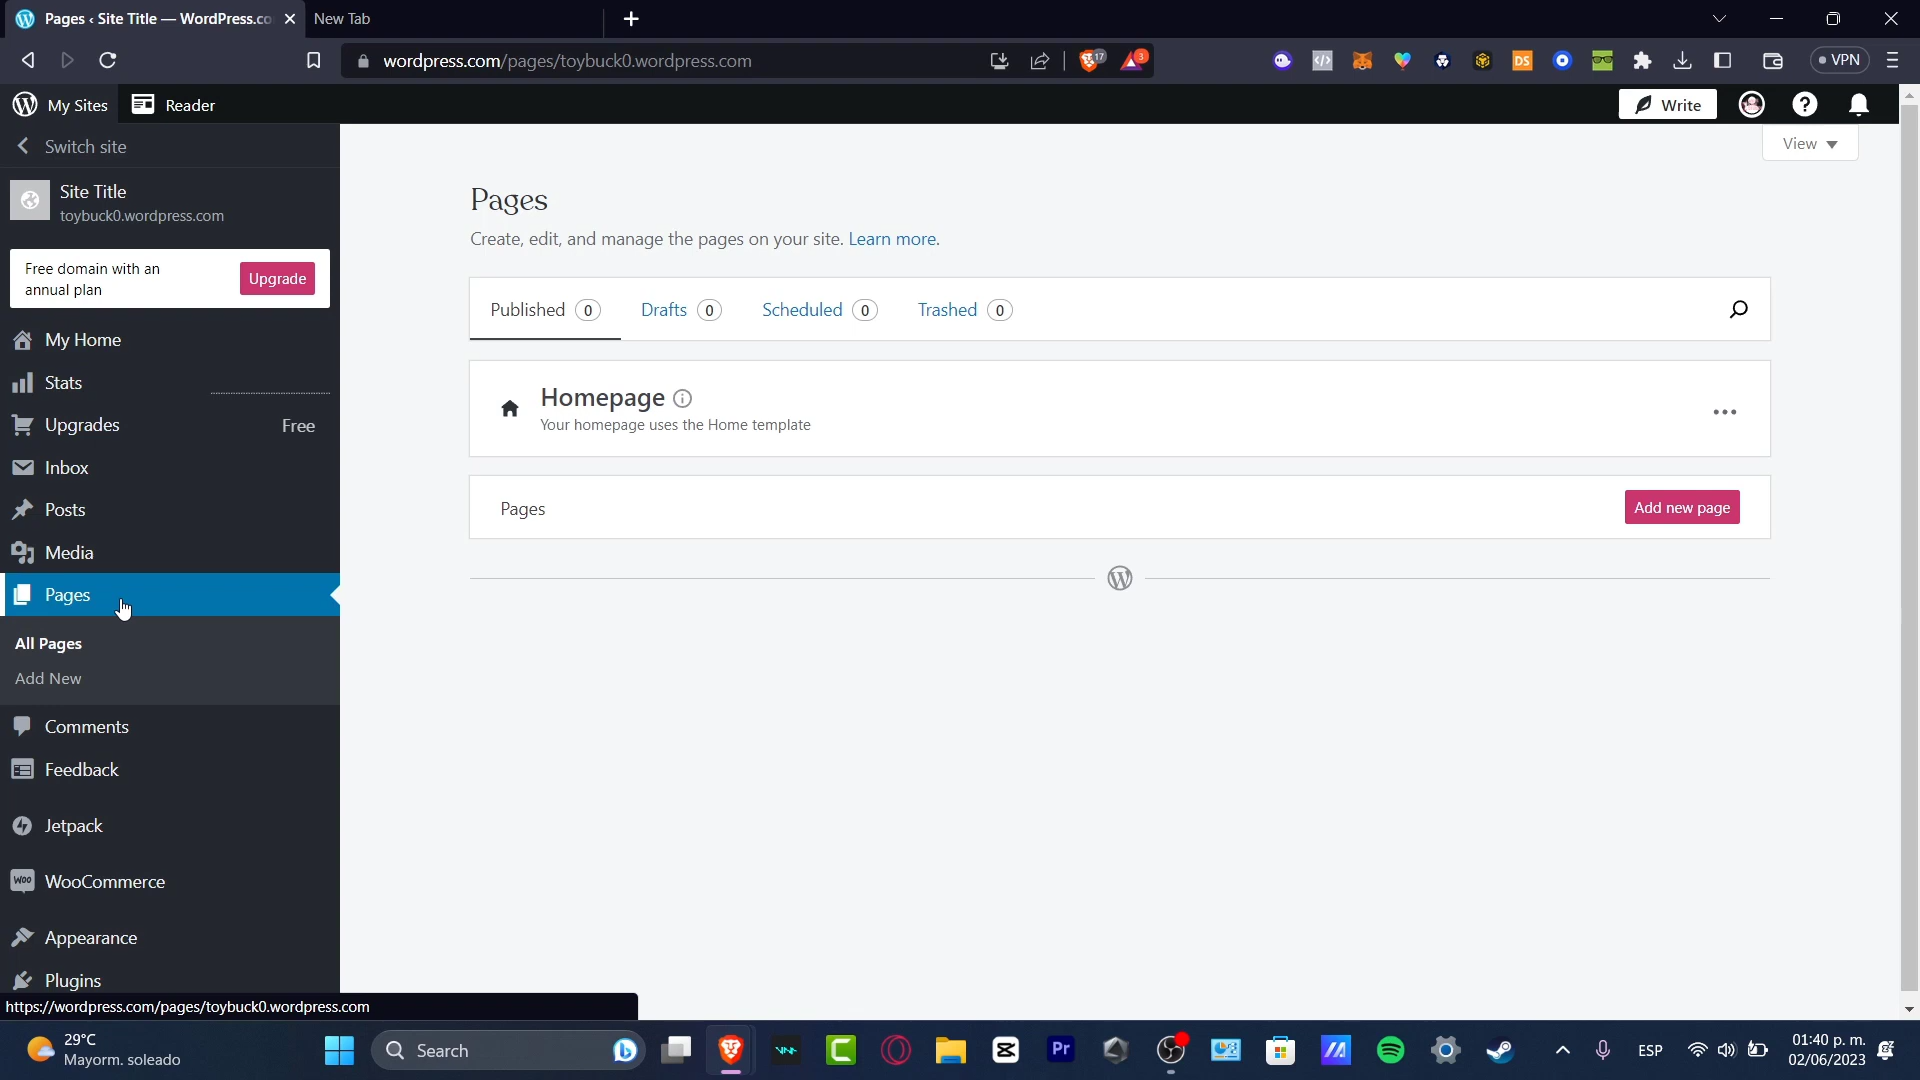 Pages ‹ Site Title — WordPress.co
New Tab
wordpress.com/pages/toybuck0.wordpress.com
17
3
DS
VPN
My Sites
Reader
Write
Switch site
View
Site Title
toybuck0.wordpress.com
Free domain with an
annual plan
Upgrade
My Home
Stats
Upgrades
Free
Inbox
Posts
Media
Pages
All Pages
Add New
Comments
Feedback
Jetpack
WooCommerce
Appearance
Plugins
Pages
Create, edit, and manage the pages on your site. Learn more.
Published 0
Drafts 0
Scheduled 0
Trashed 0
Homepage
Your homepage uses the Home template
Pages
Add new page
https://wordpress.com/pages/toybuck0.wordpress.com
29°C
Mayorm. soleado
Search
Pr
ESP
01:40 p. m.
02/06/2023